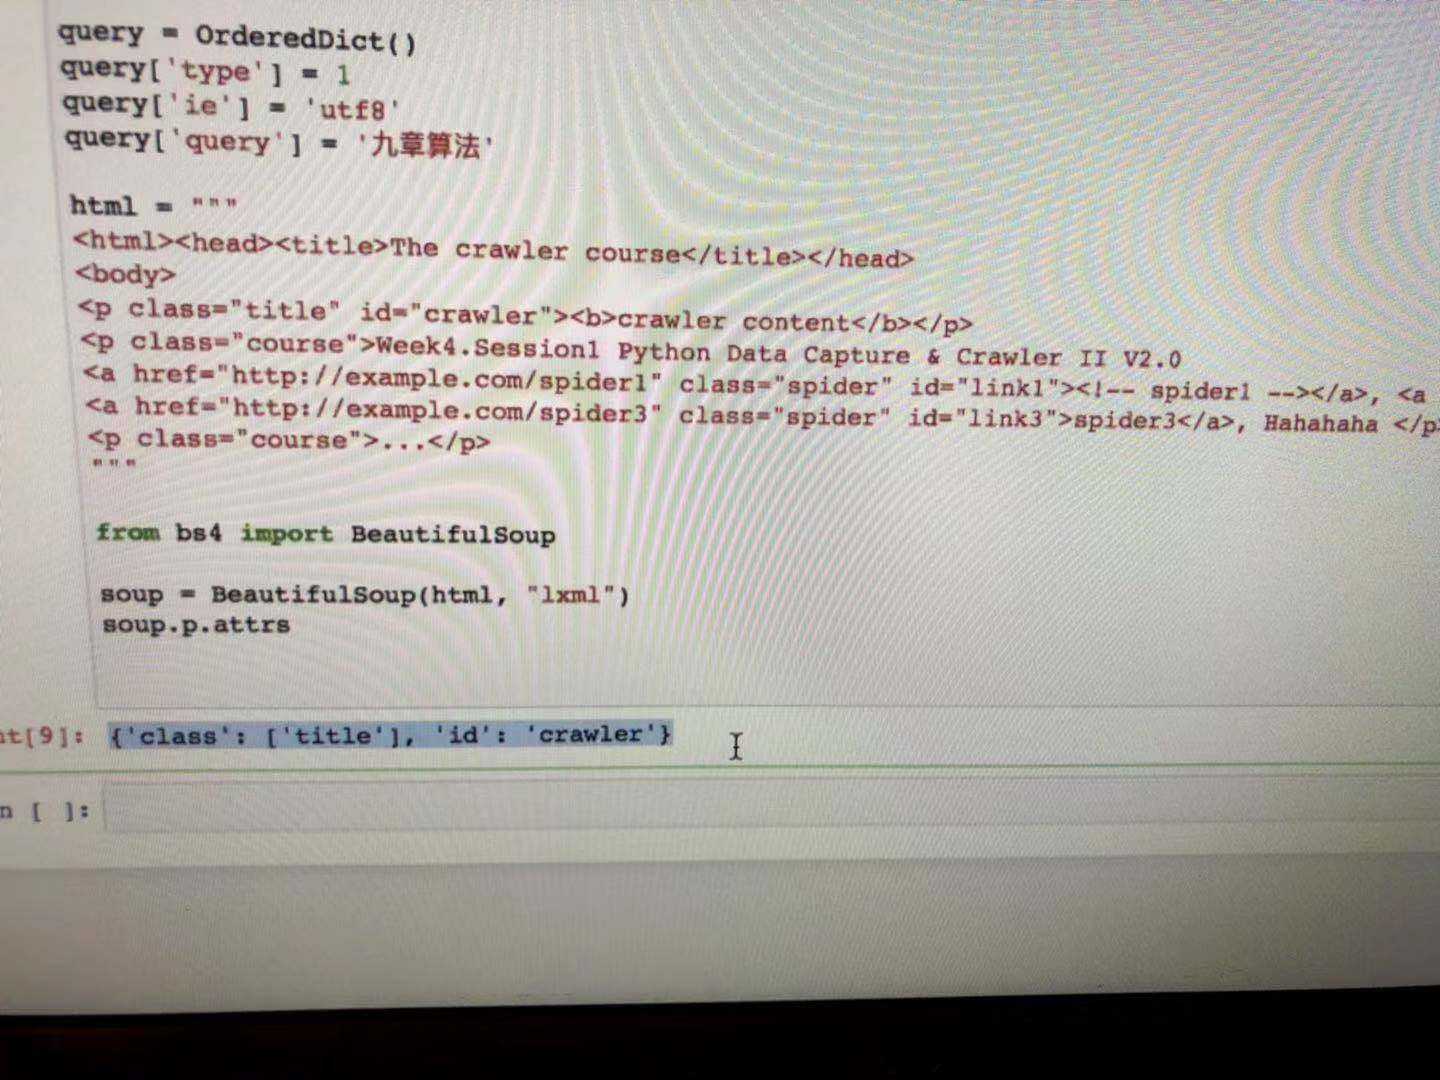 query = OrderedDict()
query['type'] = 1
query['ie'] = 'utf8'
query['query'] = '九章算法'
html = """
<html><head><title>The crawler course</title></head>
<body>
<p class="title" id="crawler"><b>crawler content</b></p>
<p class="course">Week4.Session1 Python Data Capture & Crawler II V2.0
<a href="http://example.com/spider1" class="spider" id="link1"><!-- spider1 --></a>, <a
<a href="http://example.com/spider3" class="spider" id="link3">spider3</a>, Hahahaha </p>
<p class="course">...</p>
"""
from bs4 import BeautifulSoup
soup = BeautifulSoup(html, "lxml")
soup.p.attrs
ut[9]: {'class': ['title'], 'id': 'crawler'}
n [ ]: